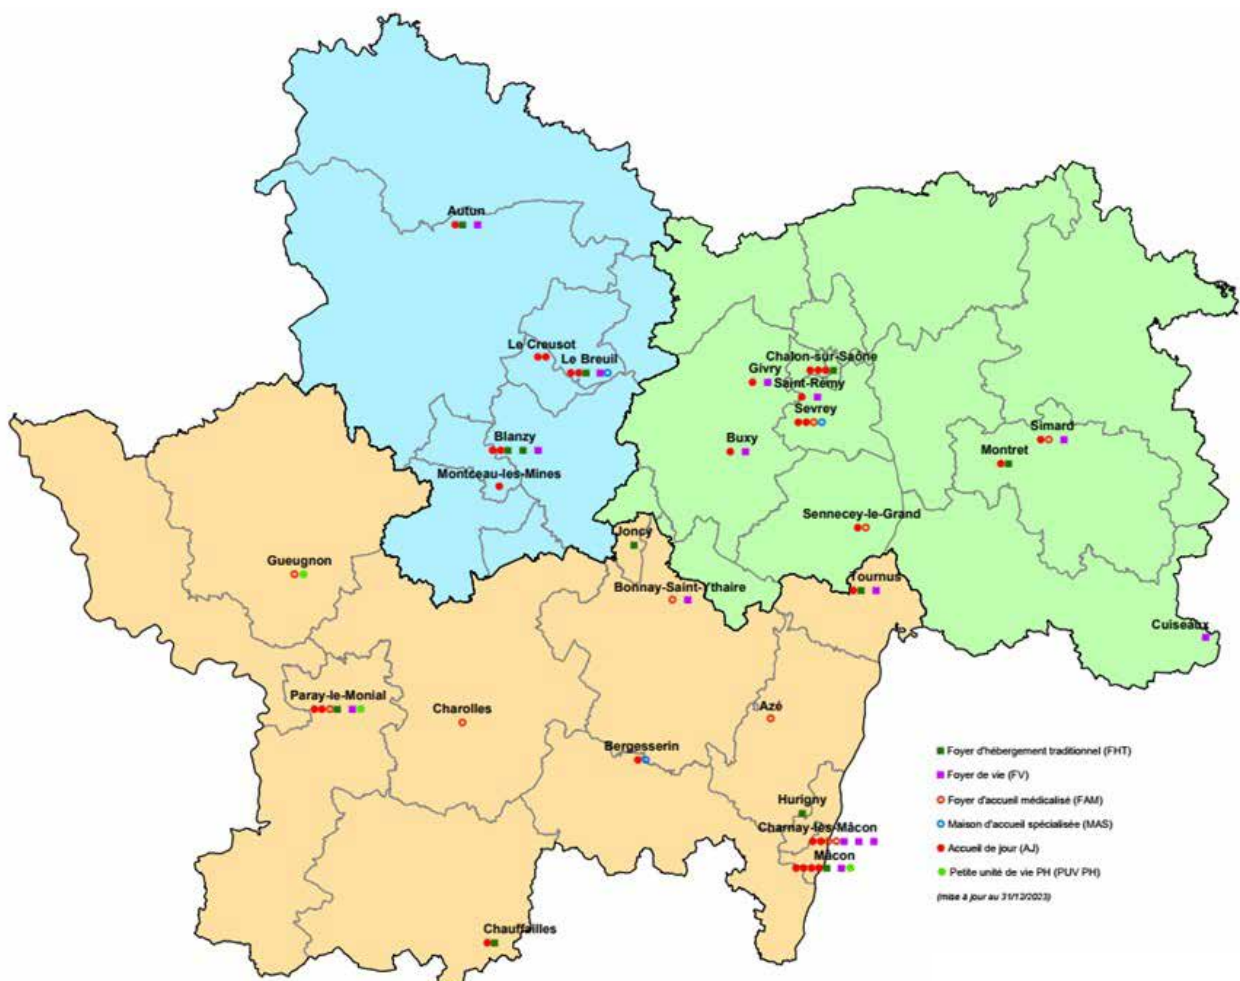 Autun
Le Creusot
Le Breuil
Chalon-sur-Saône
Givry
Saint-Rémy
Sevrey
Simard
Blanzy
Buxy
Montret
Montceau-les-Mines
Sennecey-le-Grand
Joncy
Gueugnon
Tournus
Bonnay-Saint-Ythaire
Cuiseaux
Paray-le-Monial
Charolles
Azé
Bergesserin
Foyer d'hébergement traditionnel (FHT)
Foyer de vie (FV)
Foyer d'accueil médicalisé (FAM)
Maison d'accueil spécialisée (MAS)
Accueil de jour (AJ)
Petite unité de vie PH (PUV PH)
(mise à jour au 31/12/2023))
Hurigny
Charnay-lès-Mâcon
Mâcon
Chauffailles